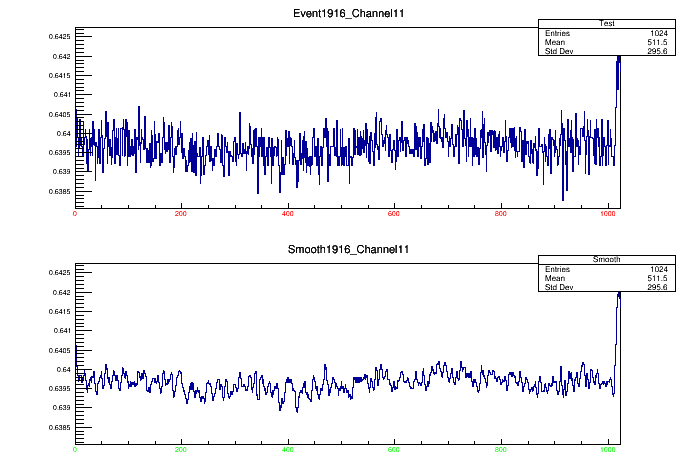 Event1916_Channel11
Test
Entries 1024
Mean 511.5
Std Dev 295.6
0.6425
0.642
0.6415
0.641
0.6405
0.64
0.6395
0.639
0.6385
0 200 400 600 800 1000
Smooth1916_Channel11
Smooth
Entries 1024
Mean 511.5
Std Dev 295.6
0.6425
0.642
0.6415
0.641
0.6405
0.64
0.6395
0.639
0.6385
0 200 400 600 800 1000